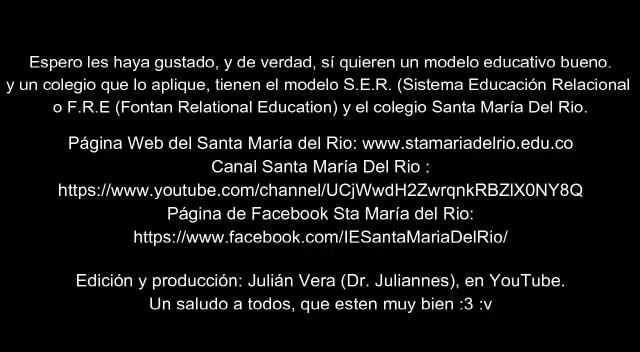 Espero les haya gustado, y de verdad, sí quieren un modelo educativo bueno.
y un colegio que lo aplique, tienen el modelo S.E.R. (Sistema Educación Relacional
o F.R.E (Fontan Relational Education) y el colegio Santa María Del Rio.
Página Web del Santa María del Rio: www.stamariadelrio.edu.co
Canal Santa María Del Rio :
https://www.youtube.com/channel/UCjWwdH2ZwrqnkRBZlX0NY8Q
Página de Facebook Sta María del Rio:
https://www.facebook.com/IESantaMariaDelRio/
Edición y producción: Julián Vera (Dr. Juliannes), en YouTube.
Un saludo a todos, que esten muy bien :3 :v